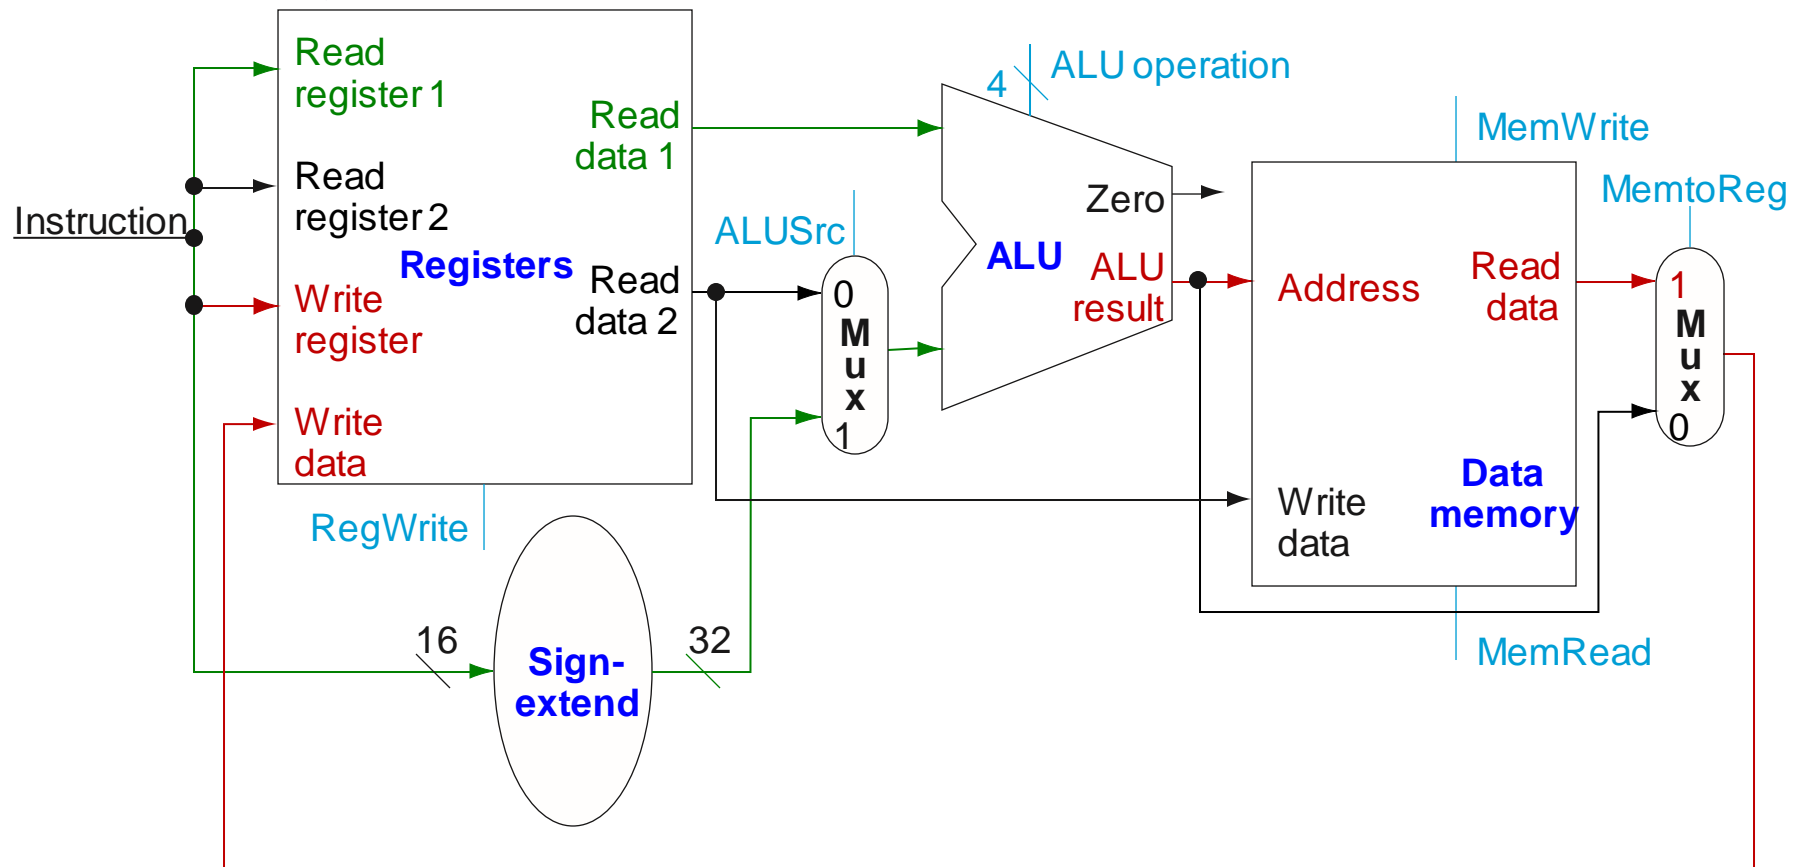 Instruction
Read
register 1
Read
register 2
Write
register
Write
data
Registers
Read
data 1
Read
data 2
RegWrite
16
Sign-
extend
32
ALUSrc
0
M
u
x
1
4
ALU operation
Zero
ALU
ALU
result
MemWrite
Address
Read
data
Write
data
Data
memory
MemRead
MemtoReg
1
M
u
x
0